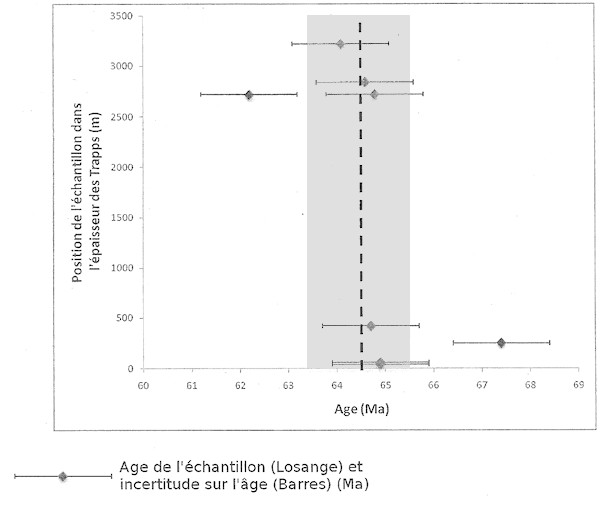 3500
3000
2500
2000
1500
1000
500
0
Position de l'échantillon dans
l'épaisseur des Trapps (m)
60 61 62 63 64 65 66 67 68 69
Age (Ma)
Age de l'échantillon (Losange) et
incertitude sur l'âge (Barres) (Ma)